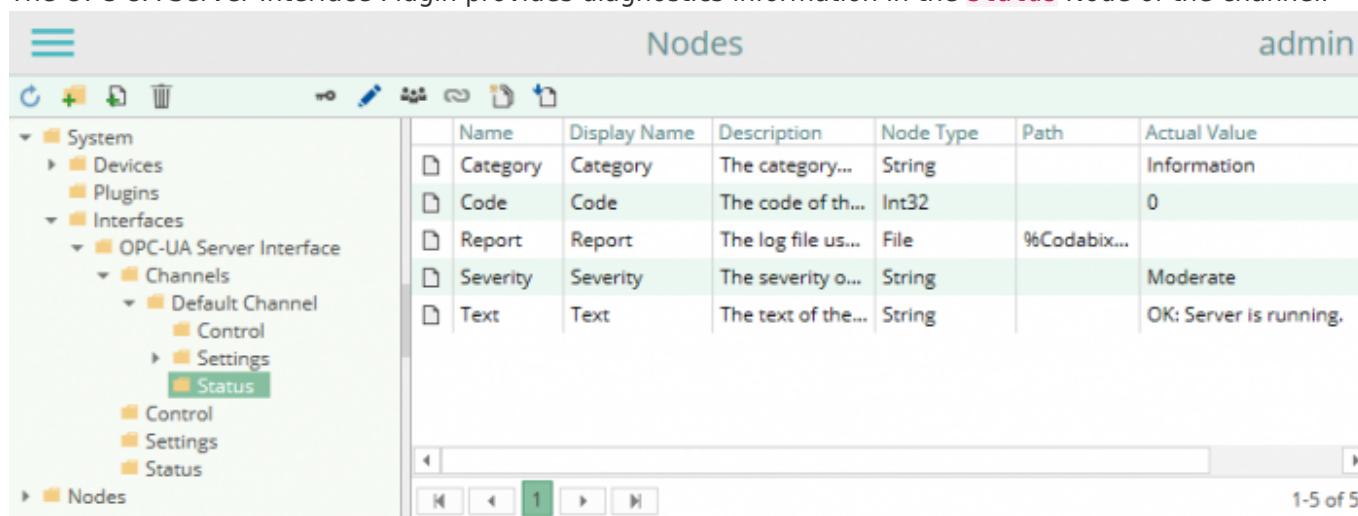 Nodes admin
System
Devices
Plugins
Interfaces
OPC-UA Server Interface
Channels
Default Channel
Control
Settings
Status
Control
Settings
Status
Nodes
Name Display Name Description Node Type Path Actual Value
Category Category The category... String Information
Code Code The code of th... Int32 0
Report Report The log file us... File %Codabix...
Severity Severity The severity o... String Moderate
Text Text The text of the... String OK: Server is running.
1 1-5 of 5